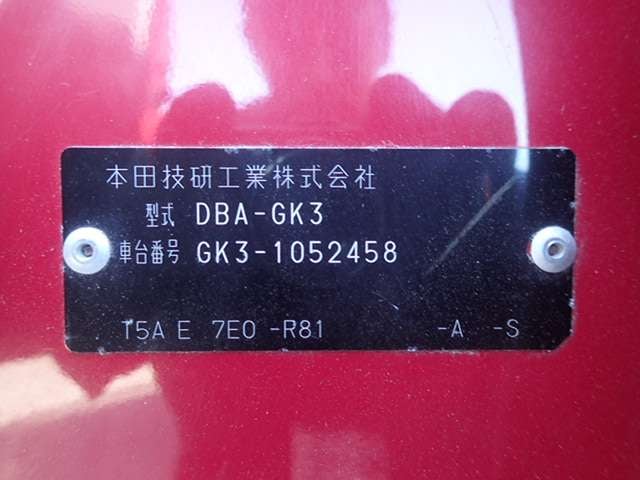 本田技研工業株式会社
型式 DBA-GK3
車台番号 GK3-1052458
T5A E 7E0 -R81 -A -S